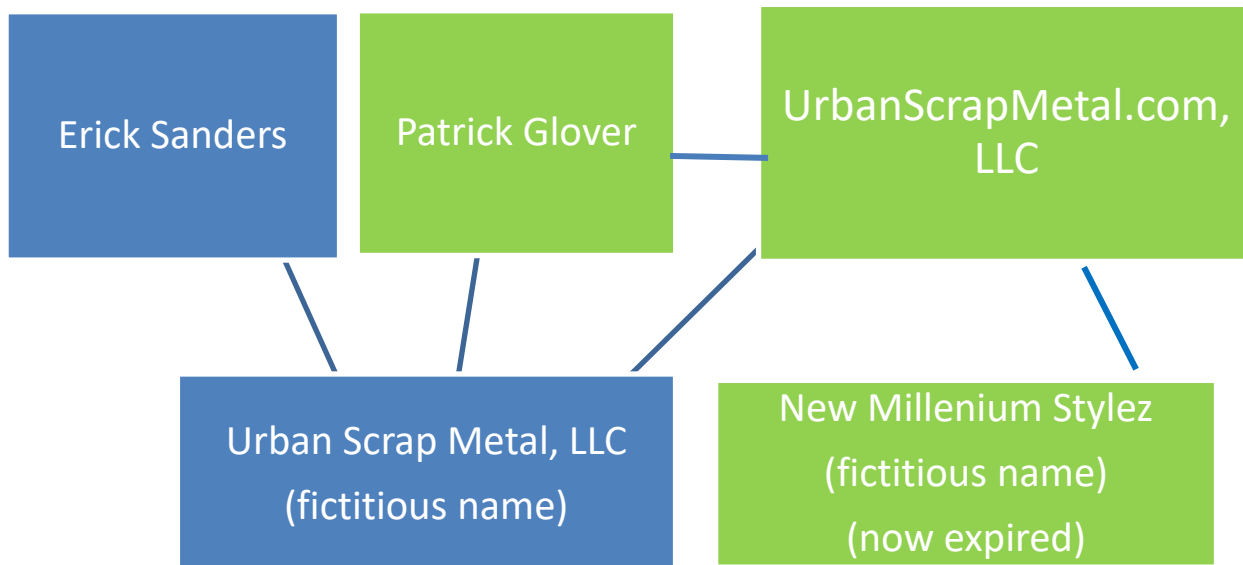 Erick Sanders
Patrick Glover
UrbanScrapMetal.com,
LLC
Urban Scrap Metal, LLC
(fictitious name)
New Millenium Stylez
(fictitious name)
(now expired)